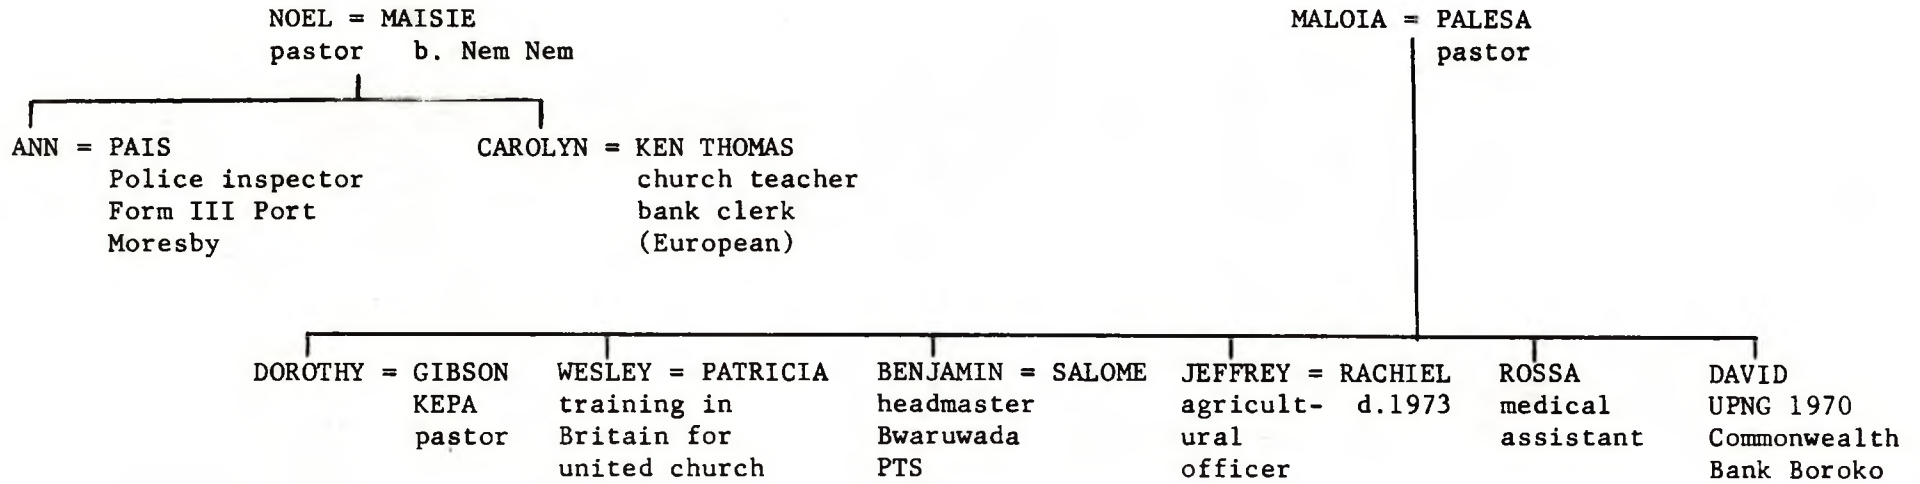 NOEL = MAISIE
pastor b. Nem Nem
MALOIA = PALESA
pastor
ANN = PAIS
Police inspector
Form III Port
Moresby
CAROLYN = KEN THOMAS
church teacher
bank clerk
(European)
DOROTHY = GIBSON
KEPA
pastor
WESLEY = PATRICIA
training in
Britain for
united church
BENJAMIN = SALOME
headmaster
Bwaruwada
PTS
JEFFREY = RACHIEL
agricult- d.1973
ural
officer
ROSSA
medical
assistant
DAVID
UPNG 1970
Commonwealth
Bank Boroko